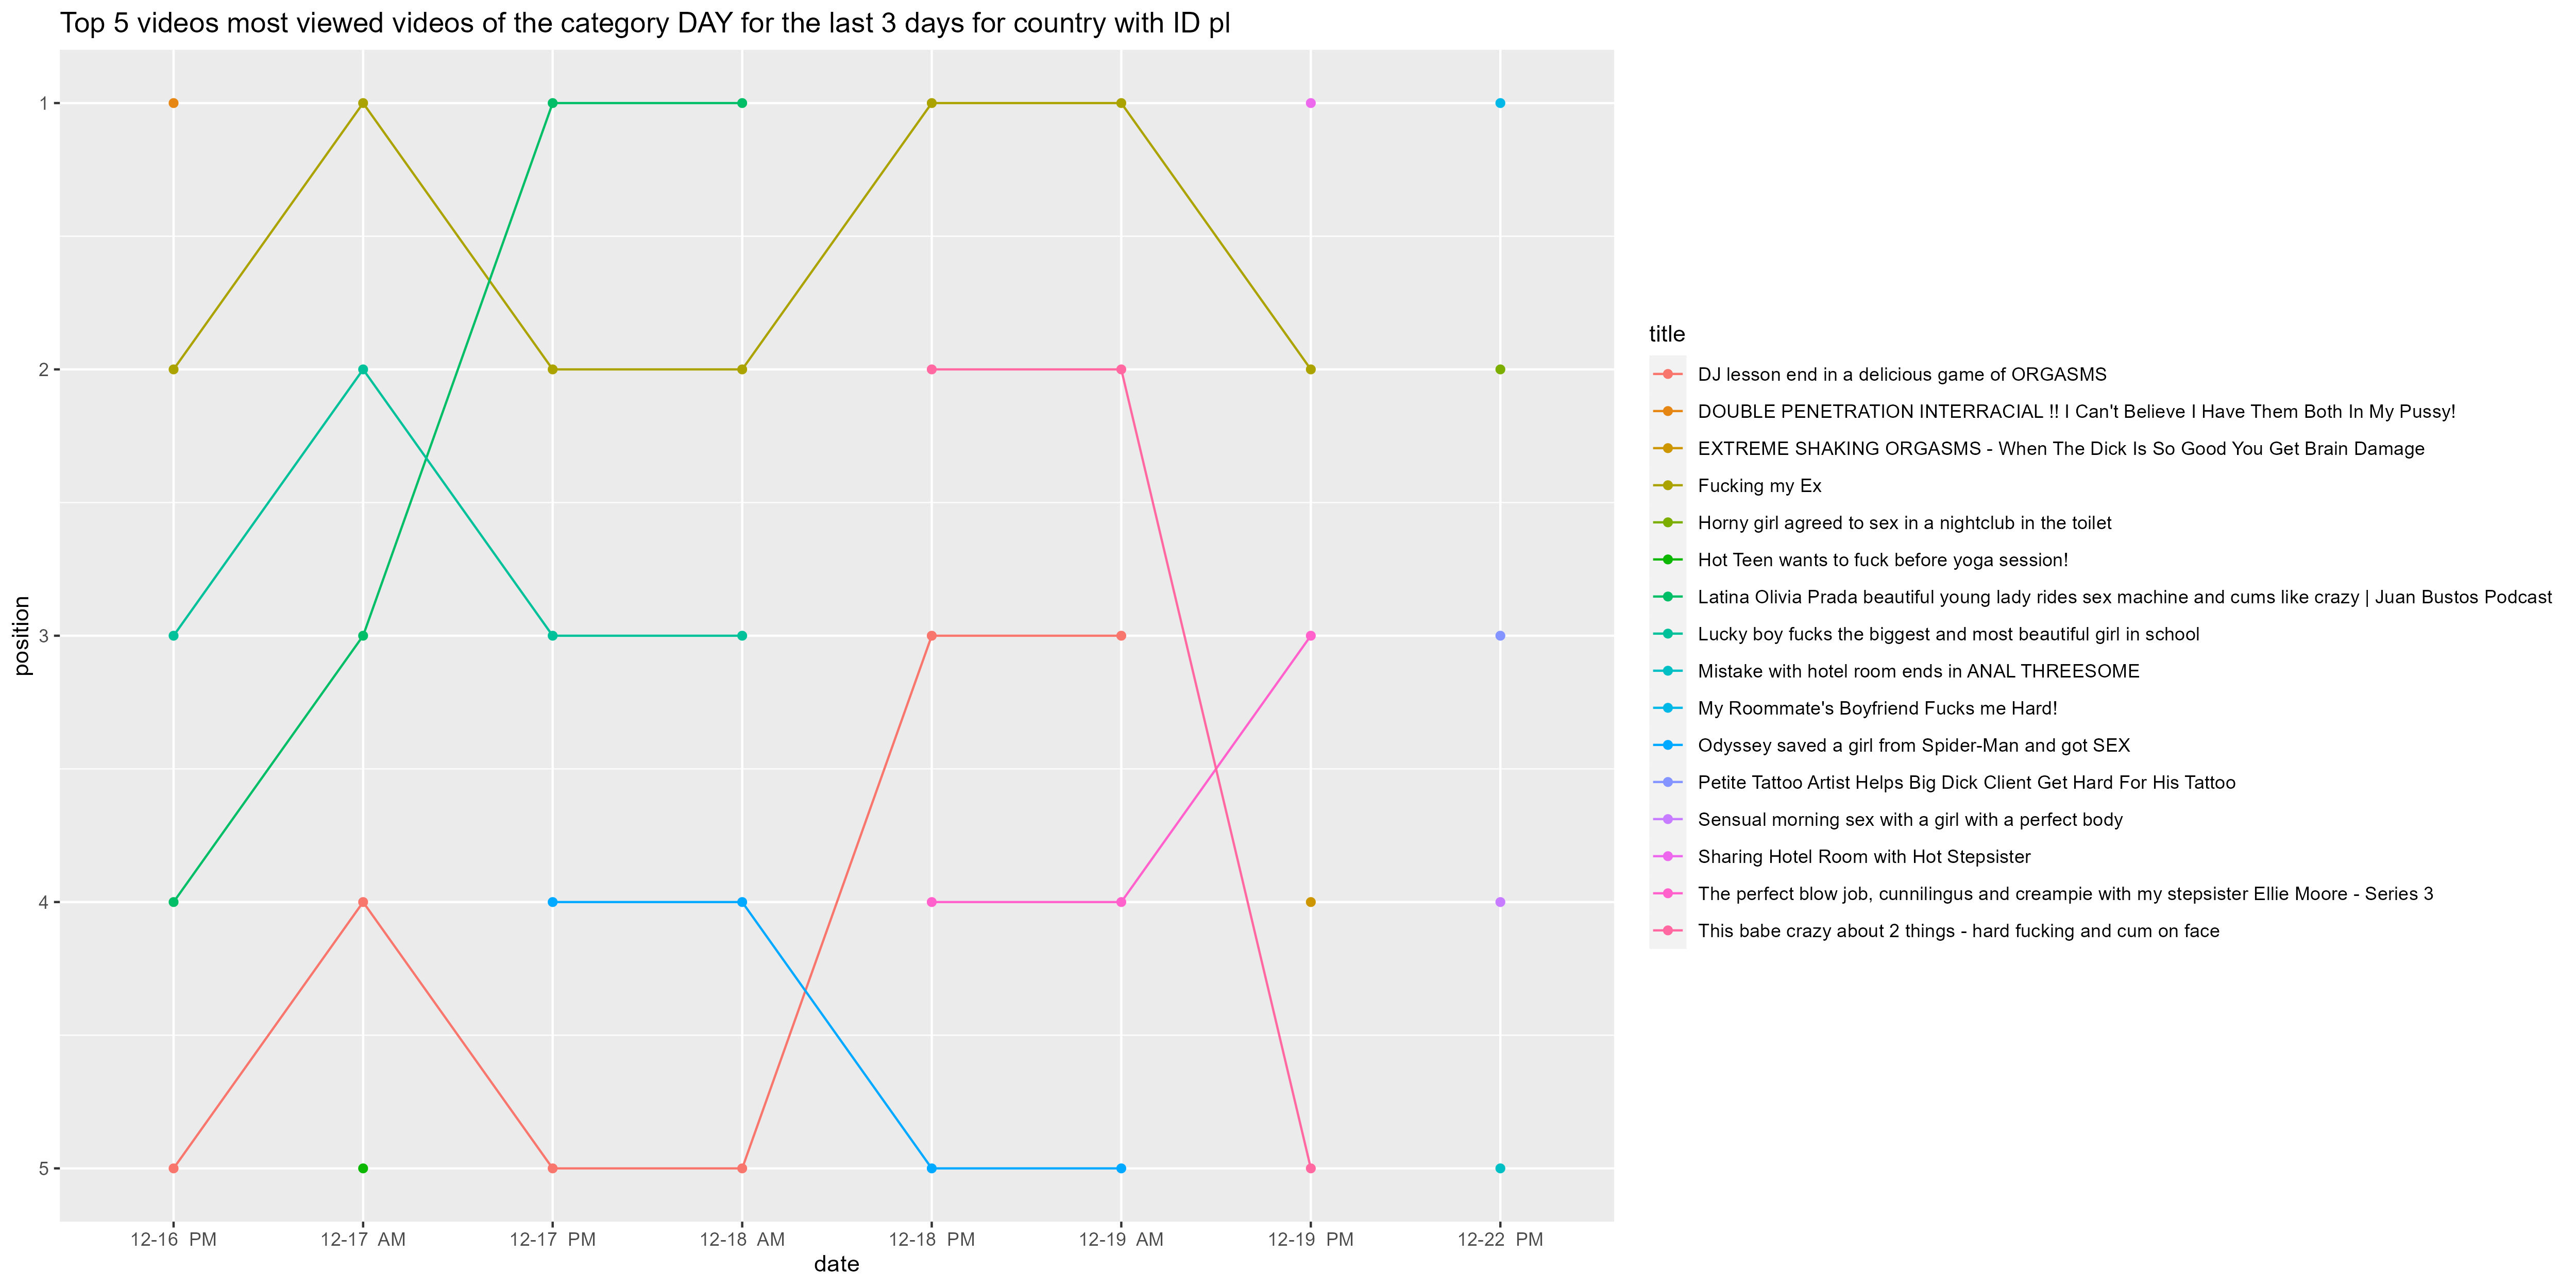 Top 5 videos most viewed videos of the category DAY for the last 3 days for country with ID pl
position
1
2
3
4
5
12-16 PM
12-17 AM
12-17 PM
12-18 AM
12-18 PM
12-19 AM
12-19 PM
12-22 PM
date
title
DJ lesson end in a delicious game of ORGASMS
DOUBLE PENETRATION INTERRACIAL !! I Can't Believe I Have Them Both In My Pussy!
EXTREME SHAKING ORGASMS - When The Dick Is So Good You Get Brain Damage
Fucking my Ex
Horny girl agreed to sex in a nightclub in the toilet
Hot Teen wants to fuck before yoga session!
Latina Olivia Prada beautiful young lady rides sex machine and cums like crazy | Juan Bustos Podcast
Lucky boy fucks the biggest and most beautiful girl in school
Mistake with hotel room ends in ANAL THREESOME
My Roommate's Boyfriend Fucks me Hard!
Odyssey saved a girl from Spider-Man and got SEX
Petite Tattoo Artist Helps Big Dick Client Get Hard For His Tattoo
Sensual morning sex with a girl with a perfect body
Sharing Hotel Room with Hot Stepsister
The perfect blow job, cunnilingus and creampie with my stepsister Ellie Moore - Series 3
This babe crazy about 2 things - hard fucking and cum on face